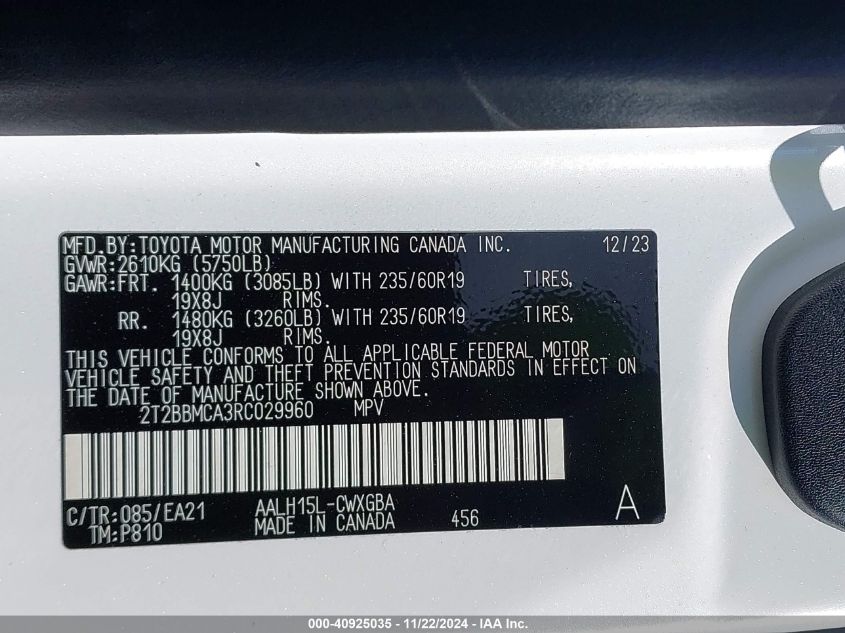 MFD.BY:TOYOTA MOTOR MANUFACTURING CANADA INC. 12/23
GVWR:2610KG (5750LB)
GAWR:FRT. 1400KG (3085LB) WITH 235/60R19 TIRES,
19X8J RIMS.
RR. 1480KG (3260LB) WITH 235/60R19 TIRES,
19X8J RIMS.
THIS VEHICLE CONFORMS TO ALL APPLICABLE FEDERAL MOTOR
VEHICLE SAFETY AND THEFT PREVENTION STANDARDS IN EFFECT ON
THE DATE OF MANUFACTURE SHOWN ABOVE.
2T2BBMCA3RC029960 MPV
C/TR:085/EA21 AALH15L-CWXGBA
TM:P810 MADE IN CANADA 456 A
000-40925035 - 11/22/2024 - IAA Inc.